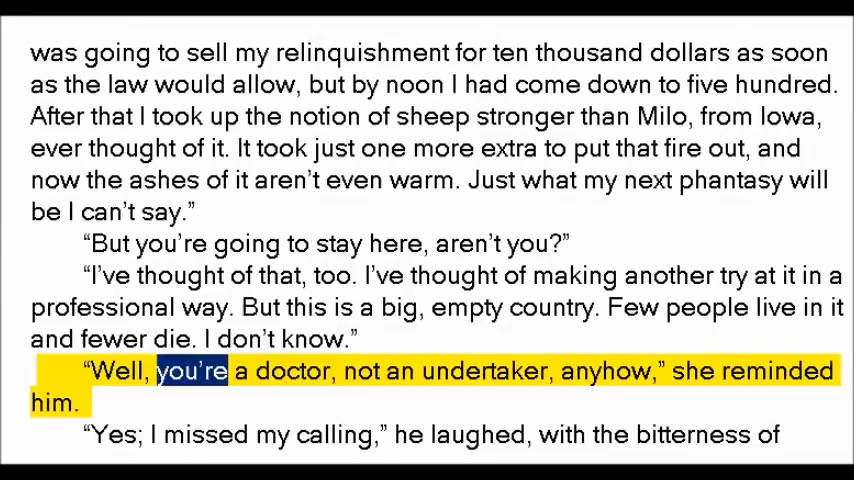 was going to sell my relinquishment for ten thousand dollars as soon
as the law would allow, but by noon I had come down to five hundred.
After that I took up the notion of sheep stronger than Milo, from Iowa,
ever thought of it. It took just one more extra to put that fire out, and
now the ashes of it aren’t even warm. Just what my next phantasy will
be I can’t say.”
“But you’re going to stay here, aren’t you?”
“I’ve thought of that, too. I’ve thought of making another try at it in a
professional way. But this is a big, empty country. Few people live in it
and fewer die. I don’t know.”
“Well, you’re a doctor, not an undertaker, anyhow,” she reminded
him.
“Yes; I missed my calling,” he laughed, with the bitterness of